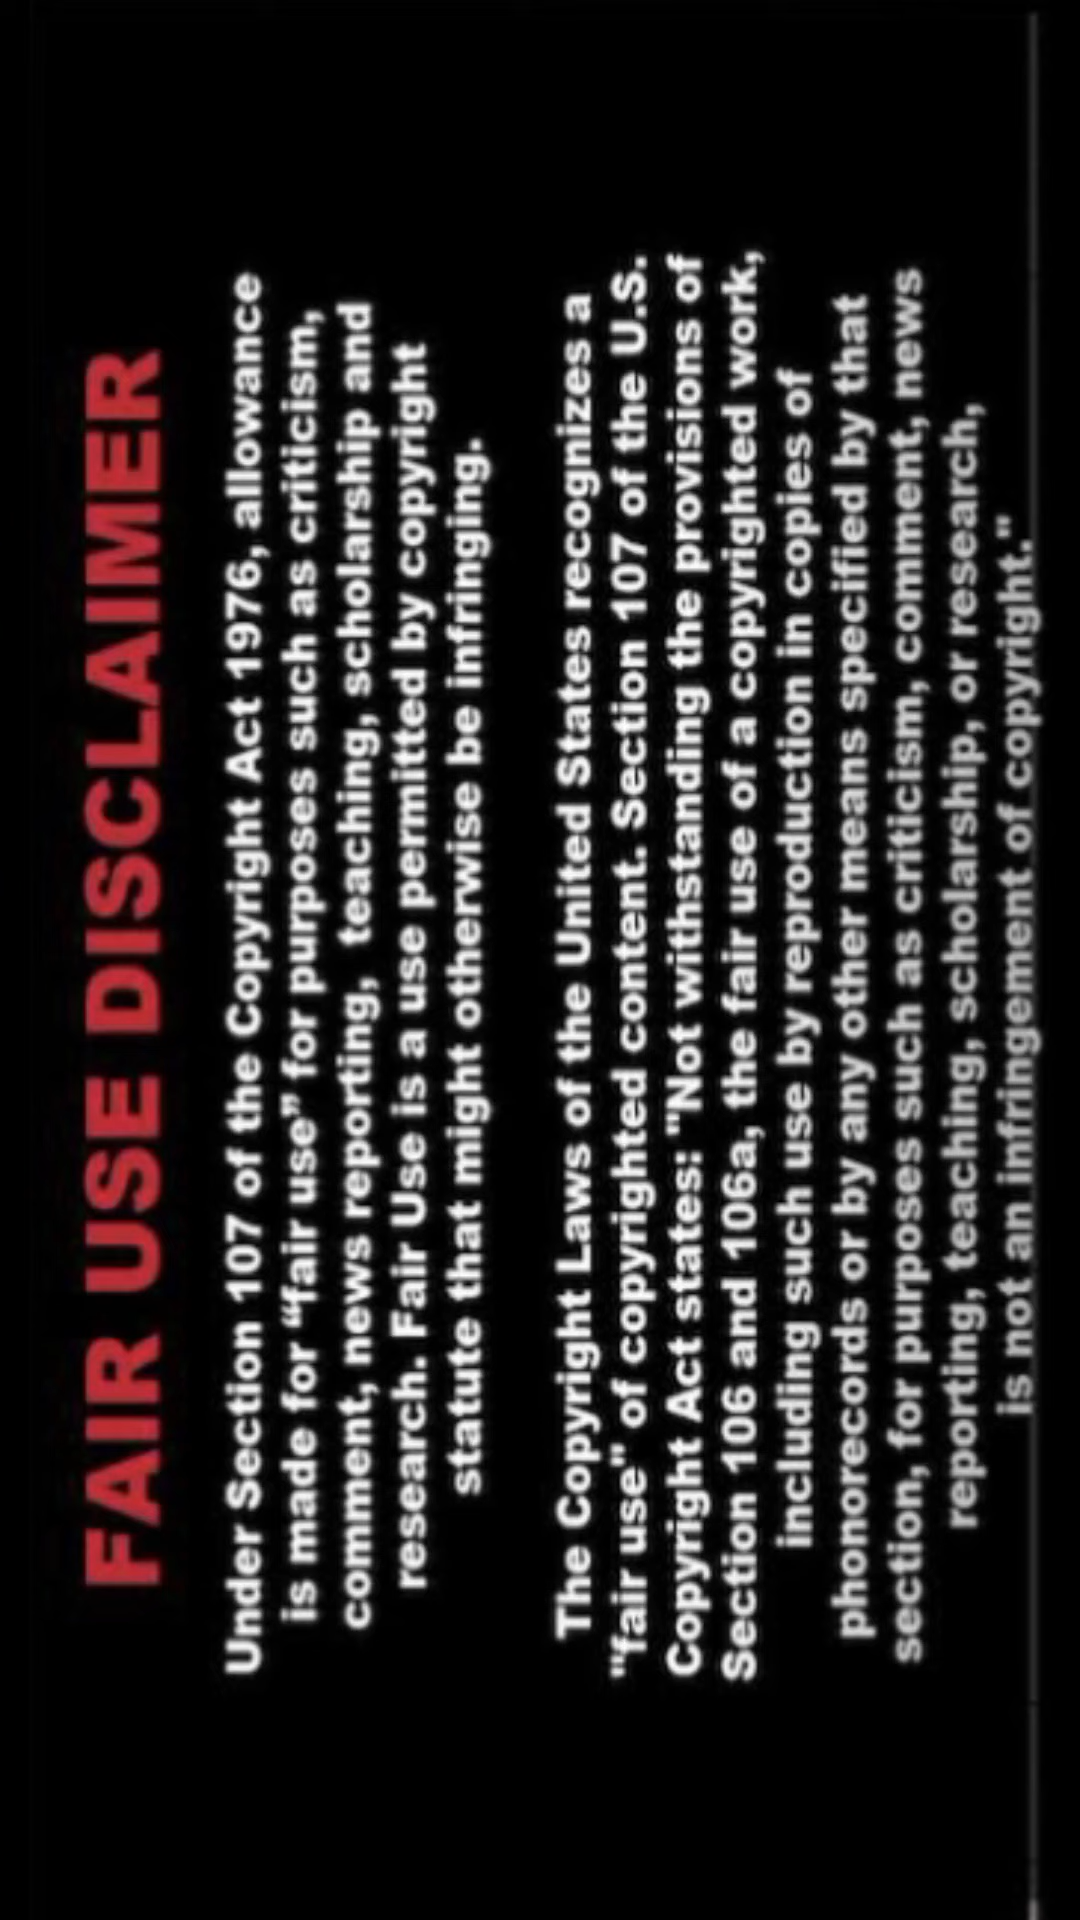 FAIR USE DISCLAIMER
Under Section 107 of the Copyright Act 1976, allowance
is made for “fair use” for purposes such as criticism,
comment, news reporting, teaching, scholarship and
research. Fair Use is a use permitted by copyright
statute that might otherwise be infringing.
The Copyright Laws of the United States recognizes a
"fair use" of copyrighted content. Section 107 of the U.S.
Copyright Act states: "Not withstanding the provisions of
Section 106 and 106a, the fair use of a copyrighted work,
including such use by reproduction in copies of
phonorecords or by any other means specified by that
section, for purposes such as criticism, comment, news
reporting, teaching, scholarship, or research,
is not an infringement of copyright."